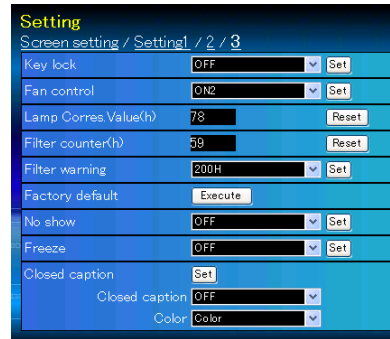 Setting
Screen setting / Setting1 / 2 / 3
Key lock OFF Set
Fan control ON2 Set
Lamp Corres.Value(h) 78 Reset
Filter counter(h) 59 Reset
Filter warning 200H Set
Factory default Execute
No show OFF Set
Freeze OFF Set
Closed caption Set
Closed caption OFF
Color Color